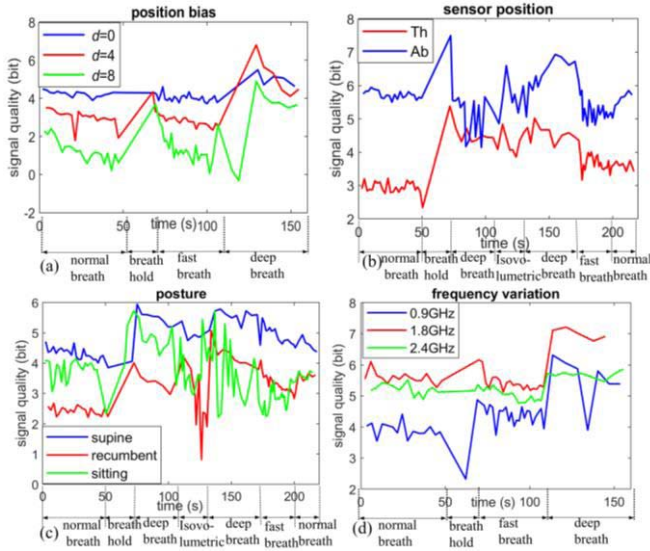 position bias
d=0
d=4
d=8
signal quality (bit)
8
6
4
2
0
-2
0
50
100
150
time (s)
(a)
normal breath
breath hold
fast breath
deep breath
sensor position
Th
Ab
signal quality (bit)
8
7
6
5
4
3
2
0
50
100
150
200
time (s)
(b)
normal breath
breath hold
deep breath
Isovo-lumetric
deep breath
fast breath
normal breath
posture
supine
recumbent
sitting
signal quality (bit)
6
5
4
3
2
1
0
0
50
100
150
200
time (s)
(c)
normal breath
breath hold
deep breath
Isovo-lumetric
deep breath
fast breath
normal breath
frequency variation
0.9GHz
1.8GHz
2.4GHz
signal quality (bit)
8
7
6
5
4
3
2
0
50
100
150
time (s)
(d)
normal breath
breath hold
fast breath
deep breath